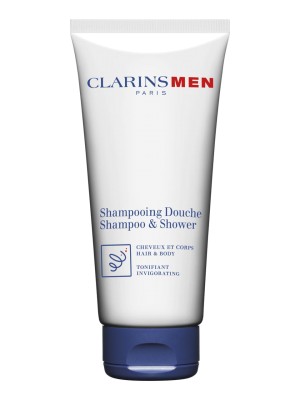 CLARINSMEN
PARIS
Shampooing Douche
Shampoo & Shower
CHEVEUX ET CORPS
HAIR & BODY
TONIFIANT
INVIGORATING